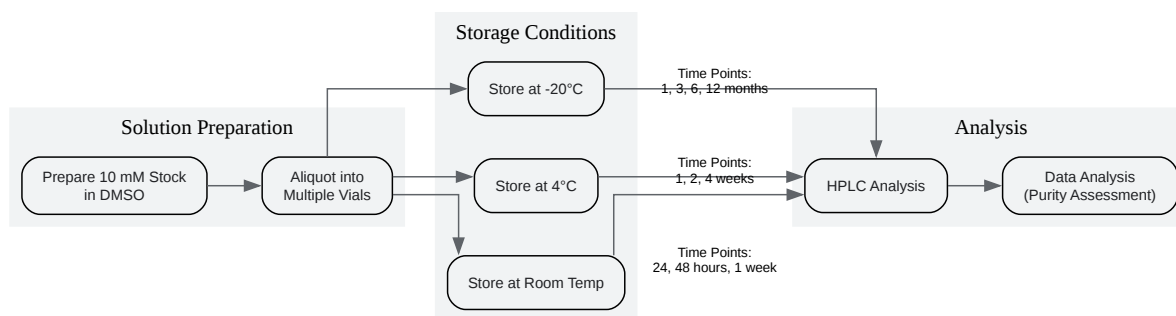 Storage Conditions
Store at -20°C
Time Points:
1, 3, 6, 12 months
Solution Preparation
Analysis
Prepare 10 mM Stock
in DMSO
Aliquot into
Multiple Vials
Store at 4°C
Time Points:
1, 2, 4 weeks
HPLC Analysis
Data Analysis
(Purity Assessment)
Store at Room Temp
Time Points:
24, 48 hours, 1 week